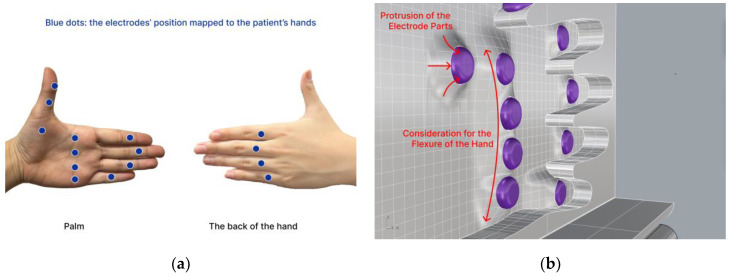 Blue dots: the electrodes' position mapped to the patient's hands
Palm
The back of the hand
(a)
Protrusion of the
Electrode Parts
Consideration for the
Flexure of the Hand
(b)